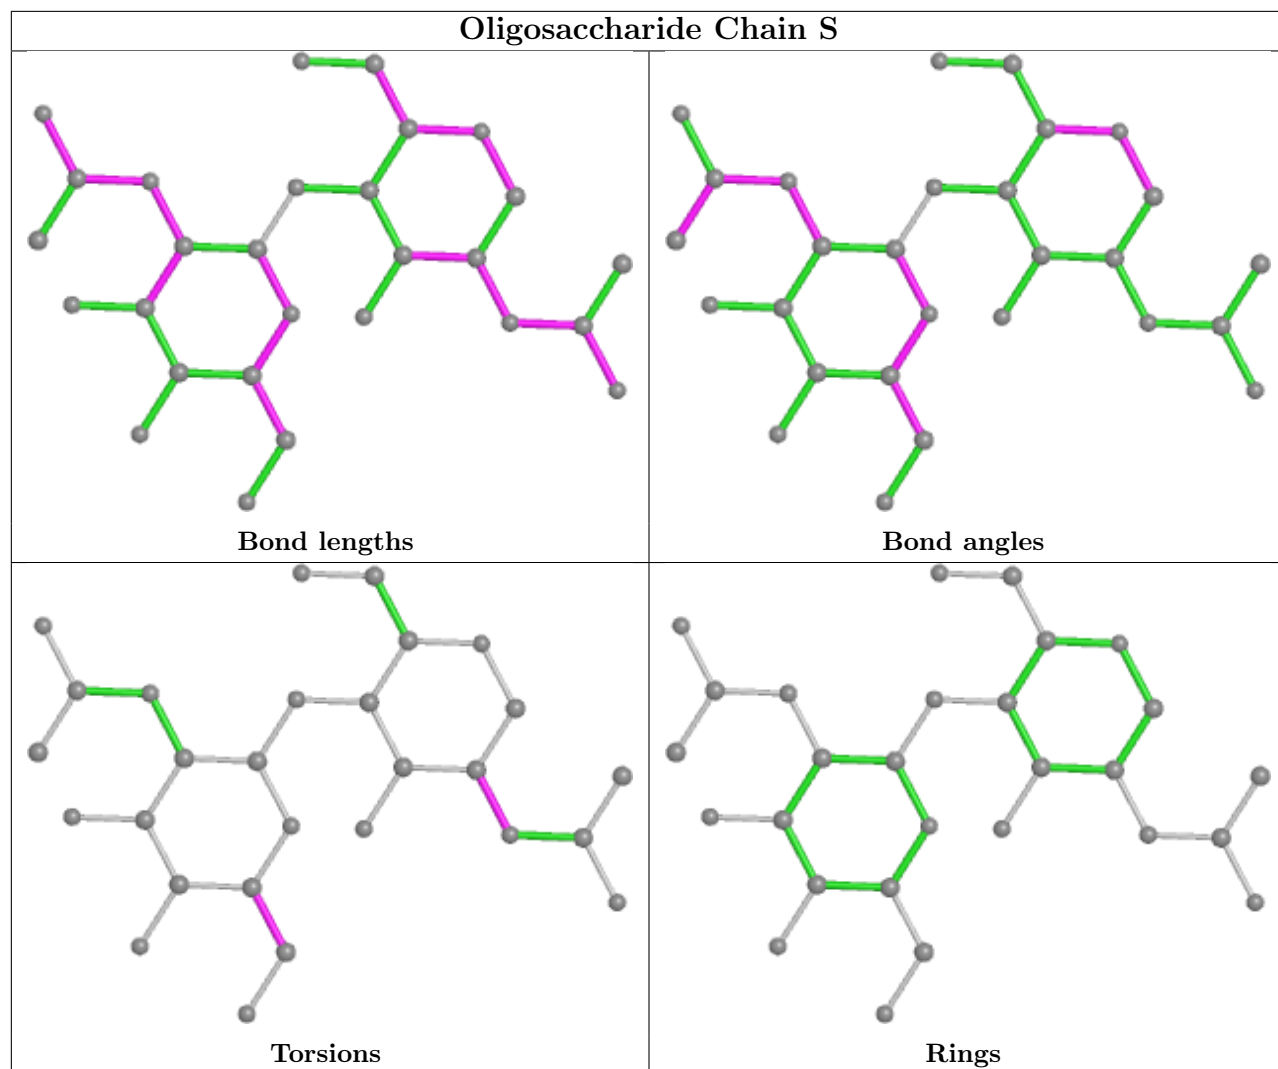 Oligosaccharide Chain S
Bond lengths
Bond angles
Torsions
Rings